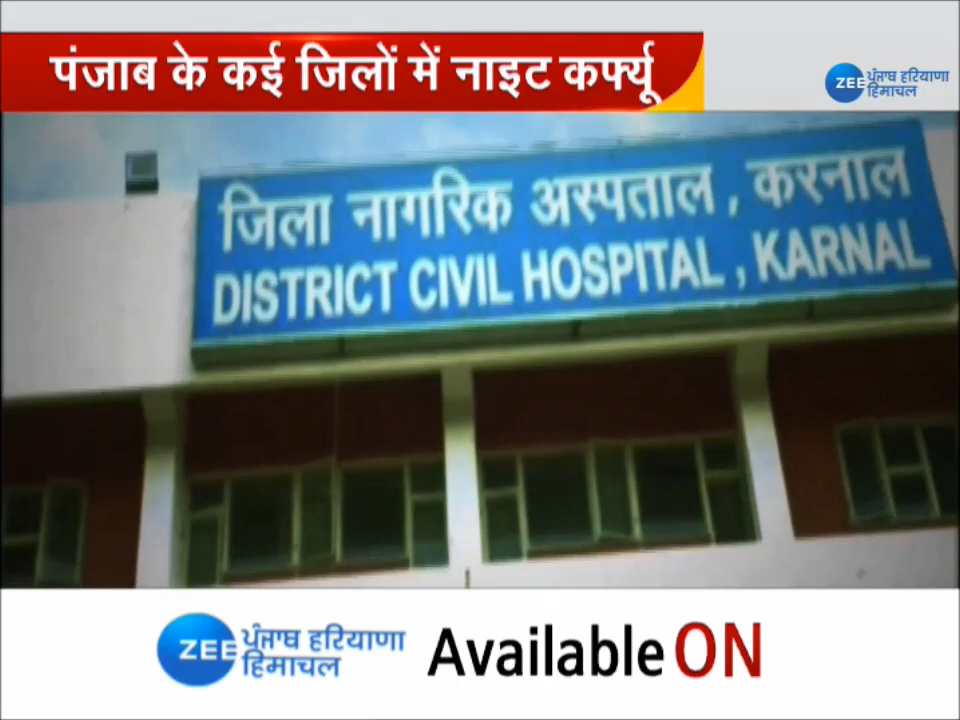 पंजाब के कई जिलों में नाइट कर्फ्यू
ZEE ਪੰਜਾਬ हरियाणा
हिमाचल
जिला नागरिक अस्पताल, करनाल
DISTRICT CIVIL HOSPITAL, KARNAL
ZEE ਪੰਜਾਬ हरियाणा
हिमाचल
Available ON